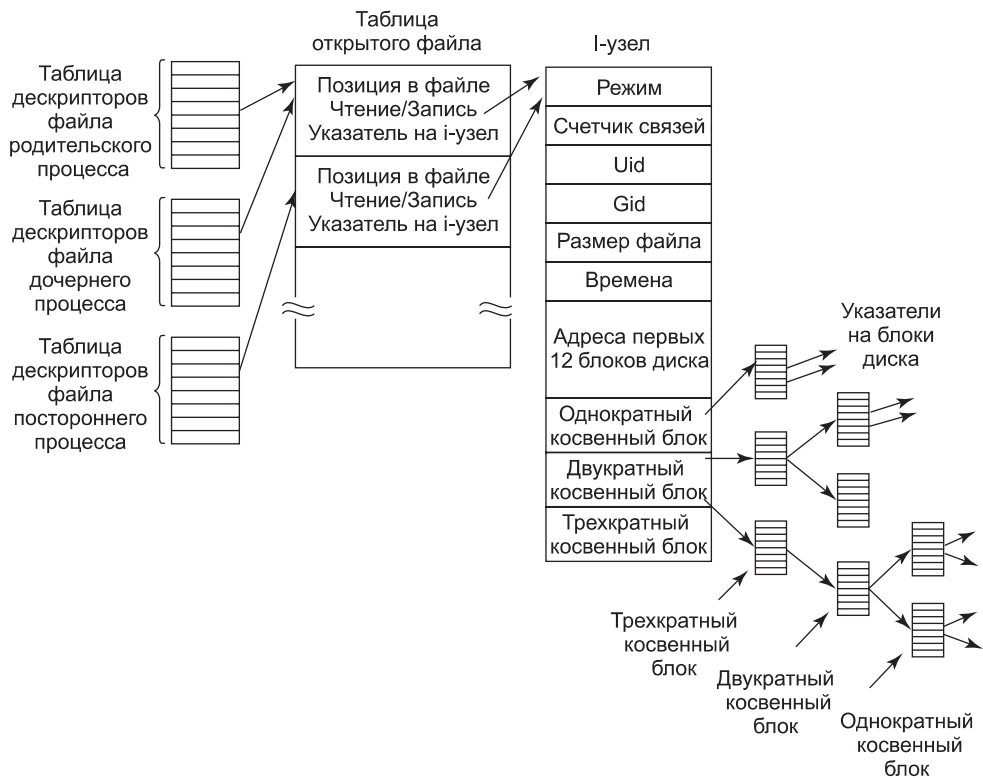 Таблица
открытого файла
I-узел
Таблица
дескрипторов
файла
родительского
процесса
Таблица
дескрипторов
файла
дочернего
процесса
Таблица
дескрипторов
файла
постороннего
процесса
Позиция в файле
Чтение/Запись
Указатель на i-узел
Позиция в файле
Чтение/Запись
Указатель на i-узел
Режим
Счетчик связей
Uid
Gid
Размер файла
Времена
Адреса первых
12 блоков диска
Однократный
косвенный блок
Двукратный
косвенный блок
Трехкратный
косвенный блок
Указатели
на блоки
диска
Трехкратный
косвенный
блок
Двукратный
косвенный
блок
Однократный
косвенный
блок